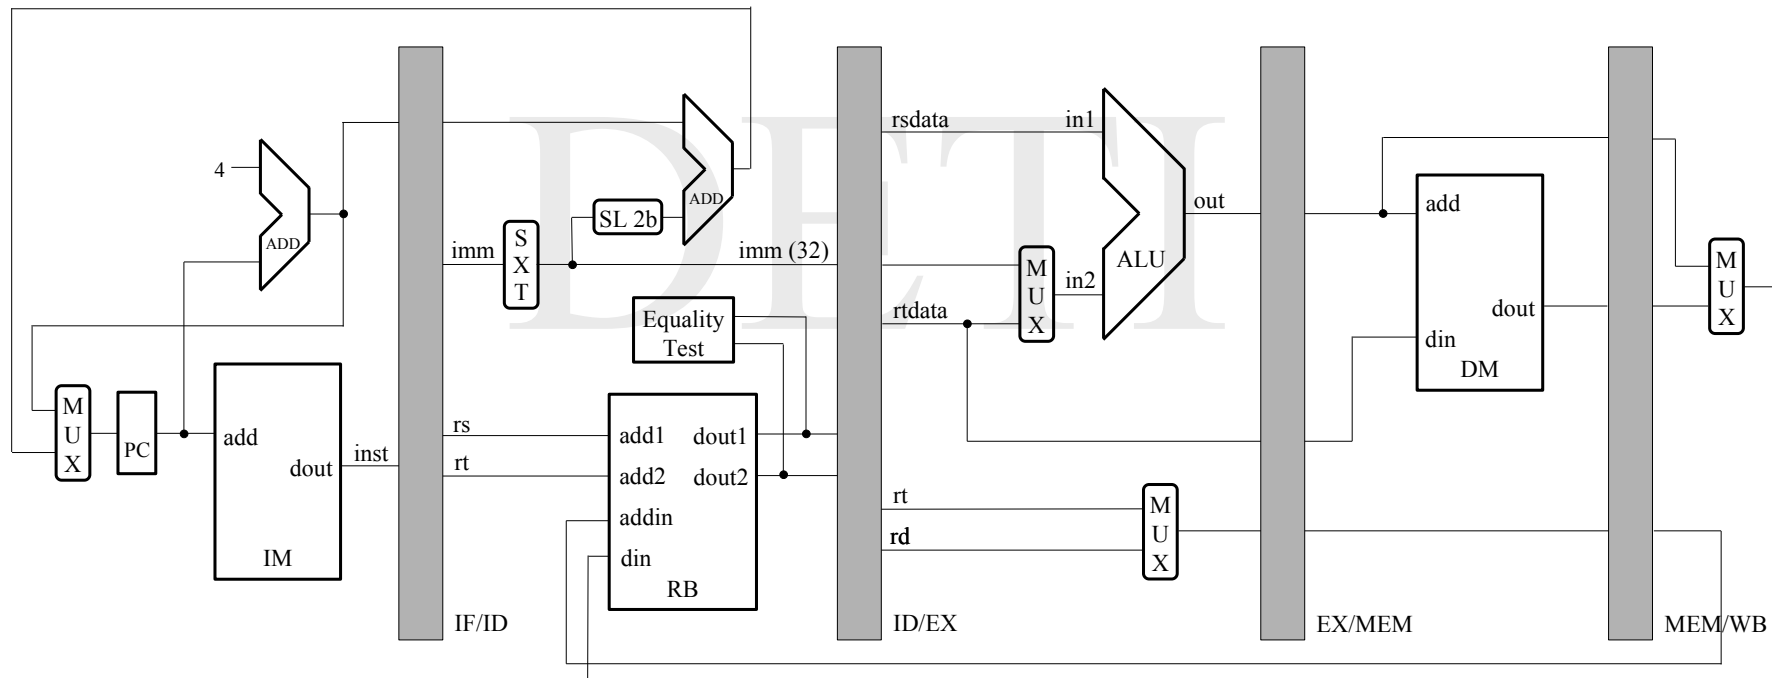 DETI
4
ADD
M
U
X
PC
add
dout
IM
inst
IF/ID
imm
S
X
T
SL 2b
ADD
imm (32)
Equality
Test
rs
rt
add1
add2
addin
din
dout1
dout2
RB
ID/EX
rsdata
rtdata
rt
rd
M
U
X
in1
in2
ALU
out
M
U
X
EX/MEM
add
dout
din
DM
MEM/WB
M
U
X